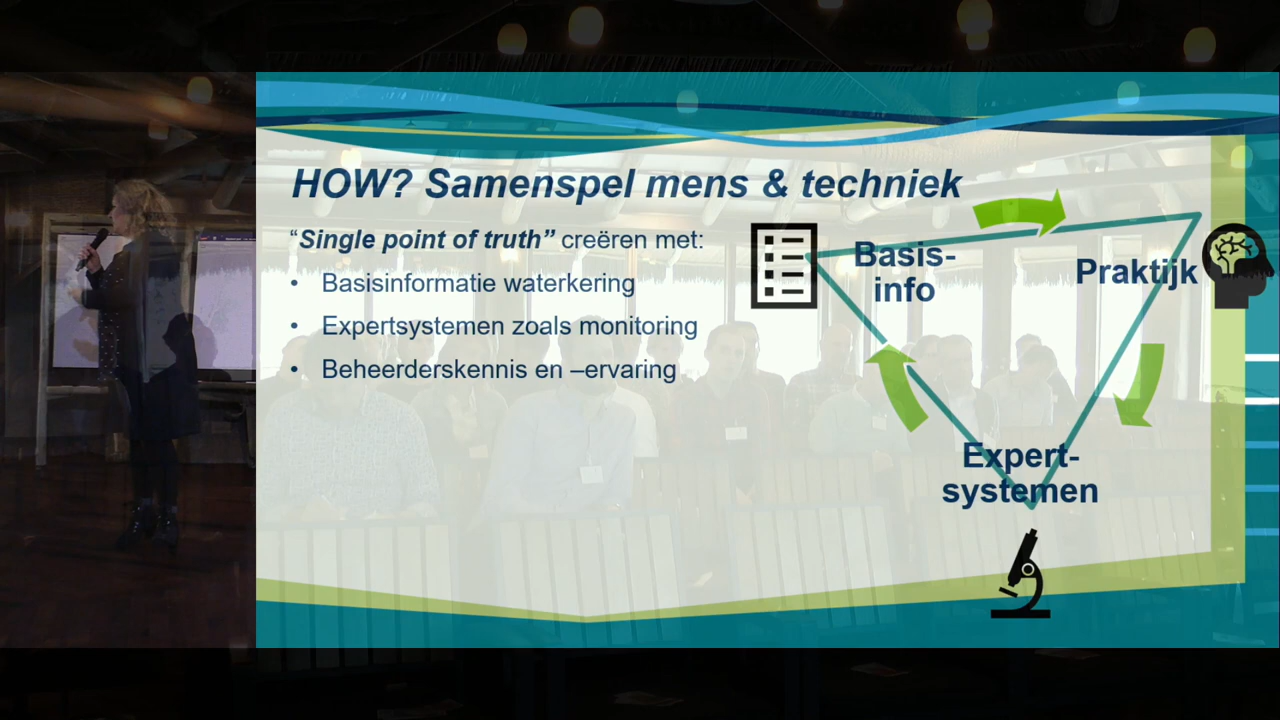 HOW? Samenspel mens & techniek
“Single point of truth” creëren met:
• Basisinformatie waterkering
• Expertsystemen zoals monitoring
• Beheerderskennis en –ervaring
Basis-
info
Praktijk
Expert-
systemen